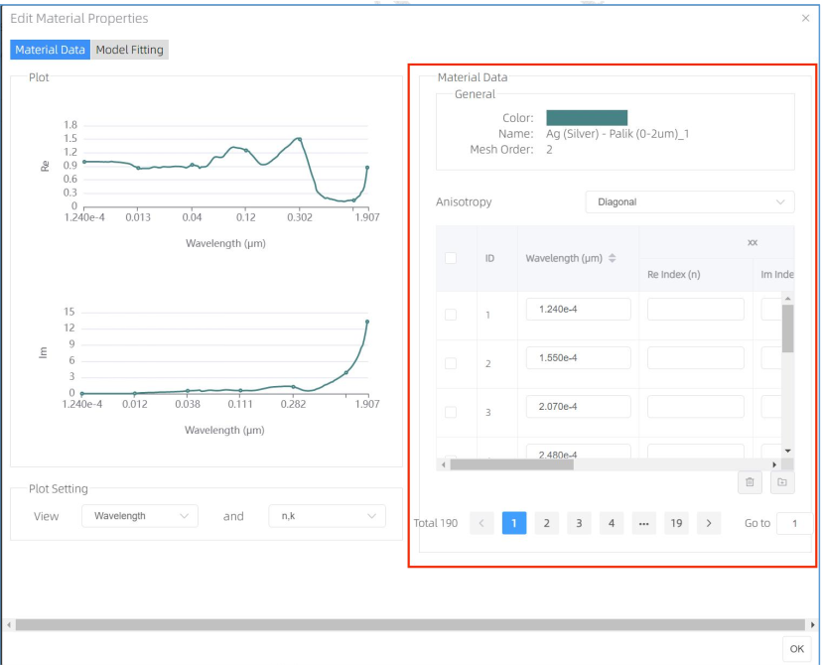 Edit Material Properties
Material Data Model Fitting
Plot
1.8
1.5
1.2
0.9
0.6
0.3
0
Re
1.240e-4 0.013 0.04 0.12 0.302 1.907
Wavelength (μm)
15
12
9
6
3
0
Im
1.240e-4 0.012 0.038 0.111 0.282 1.907
Wavelength (μm)
Plot Setting
View Wavelength and n,k
Material Data
General
Color:
Name: Ag (Silver) - Palik (0-2um)_1
Mesh Order: 2
Anisotropy Diagonal
ID Wavelength (μm) xx
Re Index (n) Im Inde
1 1.240e-4
2 1.550e-4
3 2.070e-4
2.480e-4
Total 190 < 1 2 3 4 ••• 19 > Go to 1
OK